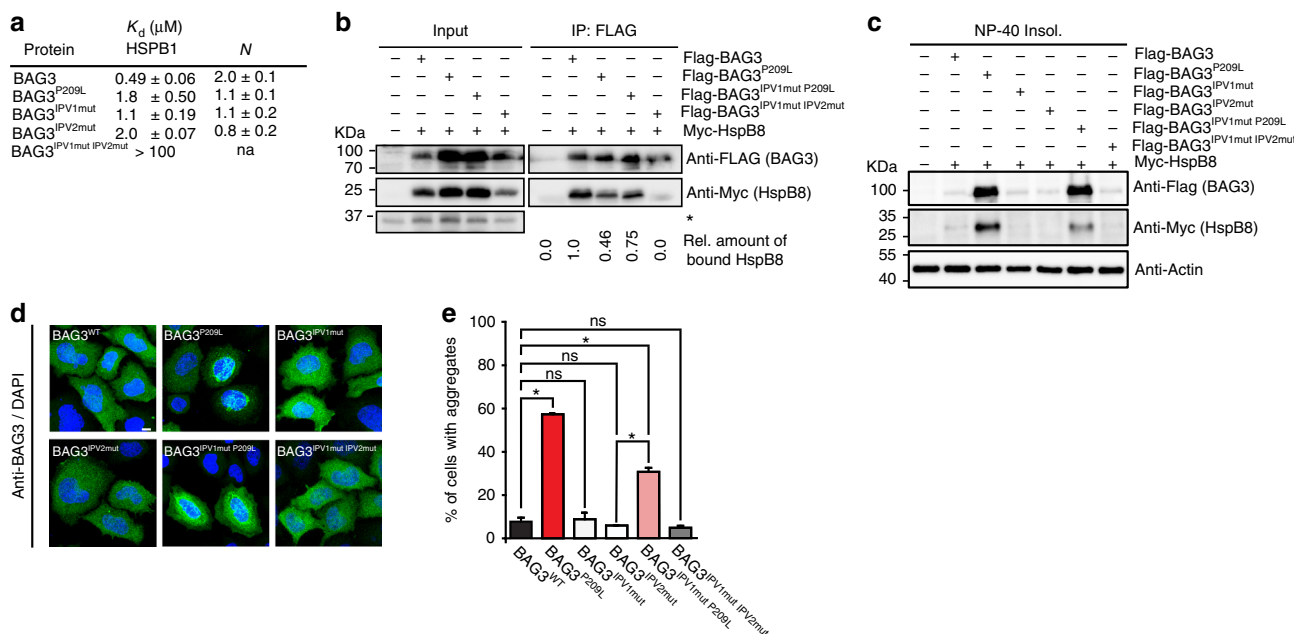 a
Kd (μM)
HSPB1
Protein N
BAG3 0.49 ± 0.06 2.0 ± 0.1
BAG3P209L 1.8 ± 0.50 1.1 ± 0.1
BAG3IPV1mut 1.1 ± 0.19 1.1 ± 0.2
BAG3IPV2mut 2.0 ± 0.07 0.8 ± 0.2
BAG3IPV1mut IPV2mut > 100 na
b
Input IP: FLAG
– + – – – – + – – – Flag-BAG3
– – + – – – – + – – Flag-BAG3P209L
– – – + – – – – + – Flag-BAG3IPV1mut P209L
– – – – + – – – – + Flag-BAG3IPV1mut IPV2mut
– + + + + – + + + + Myc-HspB8
KDa
100
70
Anti-FLAG (BAG3)
25
Anti-Myc (HspB8)
37
*
0.0 1.0 0.46 0.75 0.0
Rel. amount of
bound HspB8
c
NP-40 Insol.
– + – – – – – Flag-BAG3
– – + – – – – Flag-BAG3P209L
– – – + – – – Flag-BAG3IPV1mut
– – – – + – – Flag-BAG3IPV2mut
– – – – – + – Flag-BAG3IPV1mut P209L
– – – – – – + Flag-BAG3IPV1mut IPV2mut
– + + + + + + Myc-HspB8
KDa
100
Anti-Flag (BAG3)
35
25
Anti-Myc (HspB8)
55
40
Anti-Actin
d
Anti-BAG3 / DAPI
BAG3WT
BAG3P209L
BAG3IPV1mut
BAG3IPV2mut
BAG3IPV1mut P209L
BAG3IPV1mut IPV2mut
e
% of cells with aggregates
100
80
60
40
20
0
ns
*
ns
ns
*
*
BAG3WT
BAG3P209L
BAG3IPV1mut
BAG3IPV2mut
BAG3IPV1mut P209L
BAG3IPV1mut IPV2mut